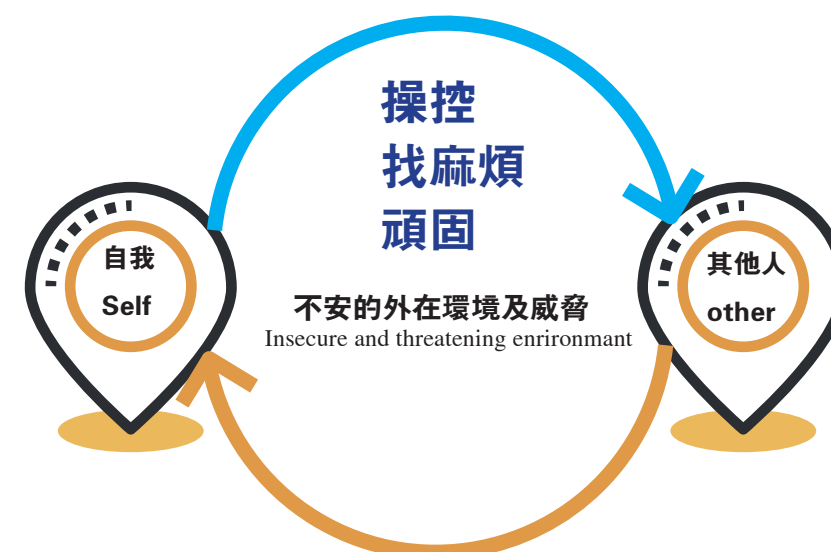 操控
找麻煩
頑固
自我
Self
其他人
other
不安的外在環境及威脅
Insecure and threatening enrironmant